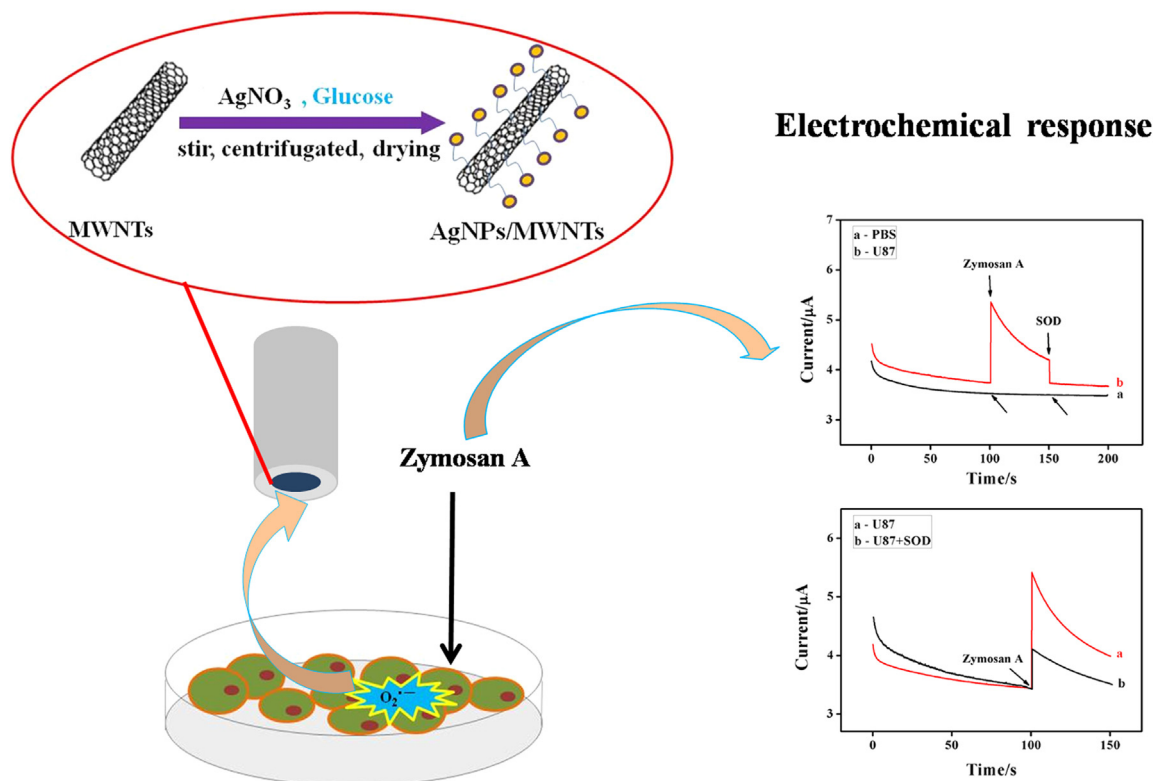 AgNO₃ , Glucose
stir, centrifugated, drying
MWNTs
AgNPs/MWNTs
Zymosan A
O₂•—
Electrochemical response
a - PBS
b - U87
Zymosan A
SOD
b
a
7
6
5
4
3
Current/μA
0 50 100 150 200
Time/s
a - U87
b - U87+SOD
Zymosan A
a
b
6
5
4
3
Current/μA
0 50 100 150
Time/s